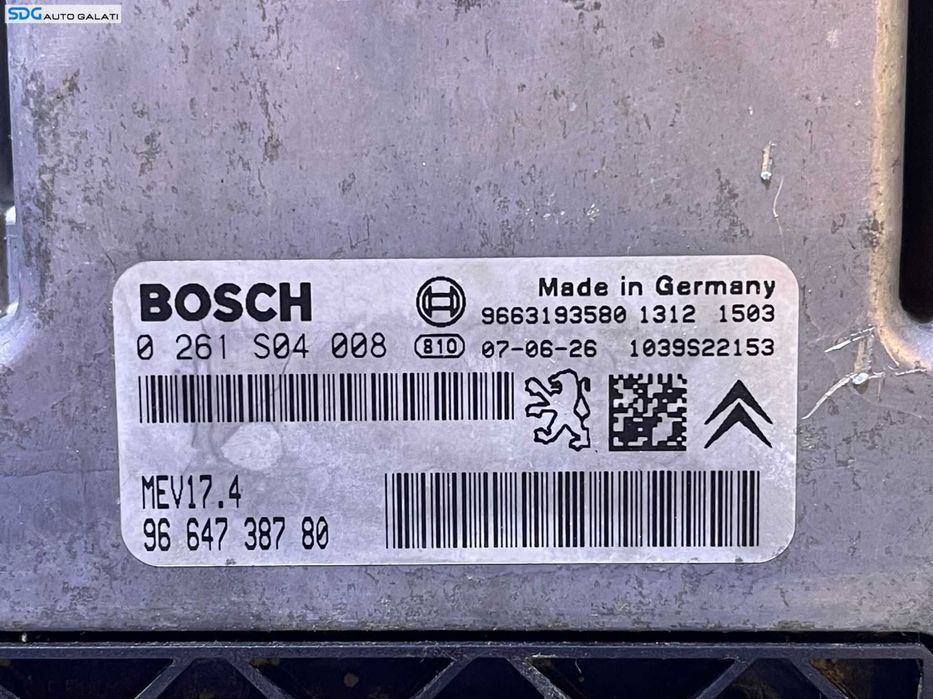 SDG AUTO GALATI
BOSCH
Made in Germany
9663193580 1312 1503
0 261 S04 008 810 07-06-26 1039S22153
MEV17.4
96 647 387 80